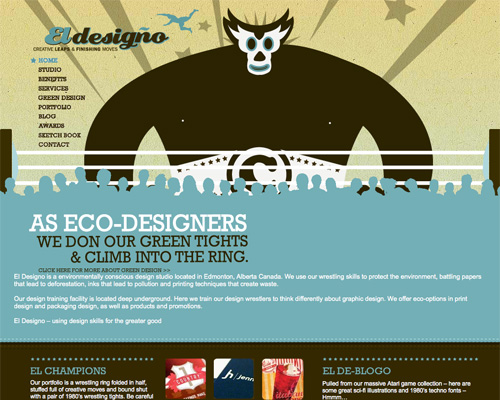 El designo
CREATIVE LEAPS & FINISHING MOVES
HOME
STUDIO
BENEFITS
SERVICES
GREEN DESIGN
PORTFOLIO
BLOG
AWARDS
SKETCH BOOK
CONTACT
AS ECO-DESIGNERS
WE DON OUR GREEN TIGHTS
& CLIMB INTO THE RING.
CLICK HERE FOR MORE ABOUT GREEN DESIGN >>
El Designo is a environmentally conscious design studio located in Edmonton, Alberta Canada. We use our wrestling skills to protect the environment, battling papers
that lead to deforestation, inks that lead to pollution and printing techniques that create waste.
Our design training facility is located deep underground. Here we train our design wrestlers to think differently about graphic design. We offer eco-options in print
design and packaging design, as well as products and promotions.
El Designo – using design skills for the greater good
EL CHAMPIONS
Our portfolio is a wrestling ring folded in half,
stuffed full of creative moves and bound shut
with a pair of 1980's wrestling tights. Be careful
EL DE-BLOGO
Pulled from our massive Atari game collection – here are
some great sci-fi illustrations and 1980's techno fonts –
Hmmm...